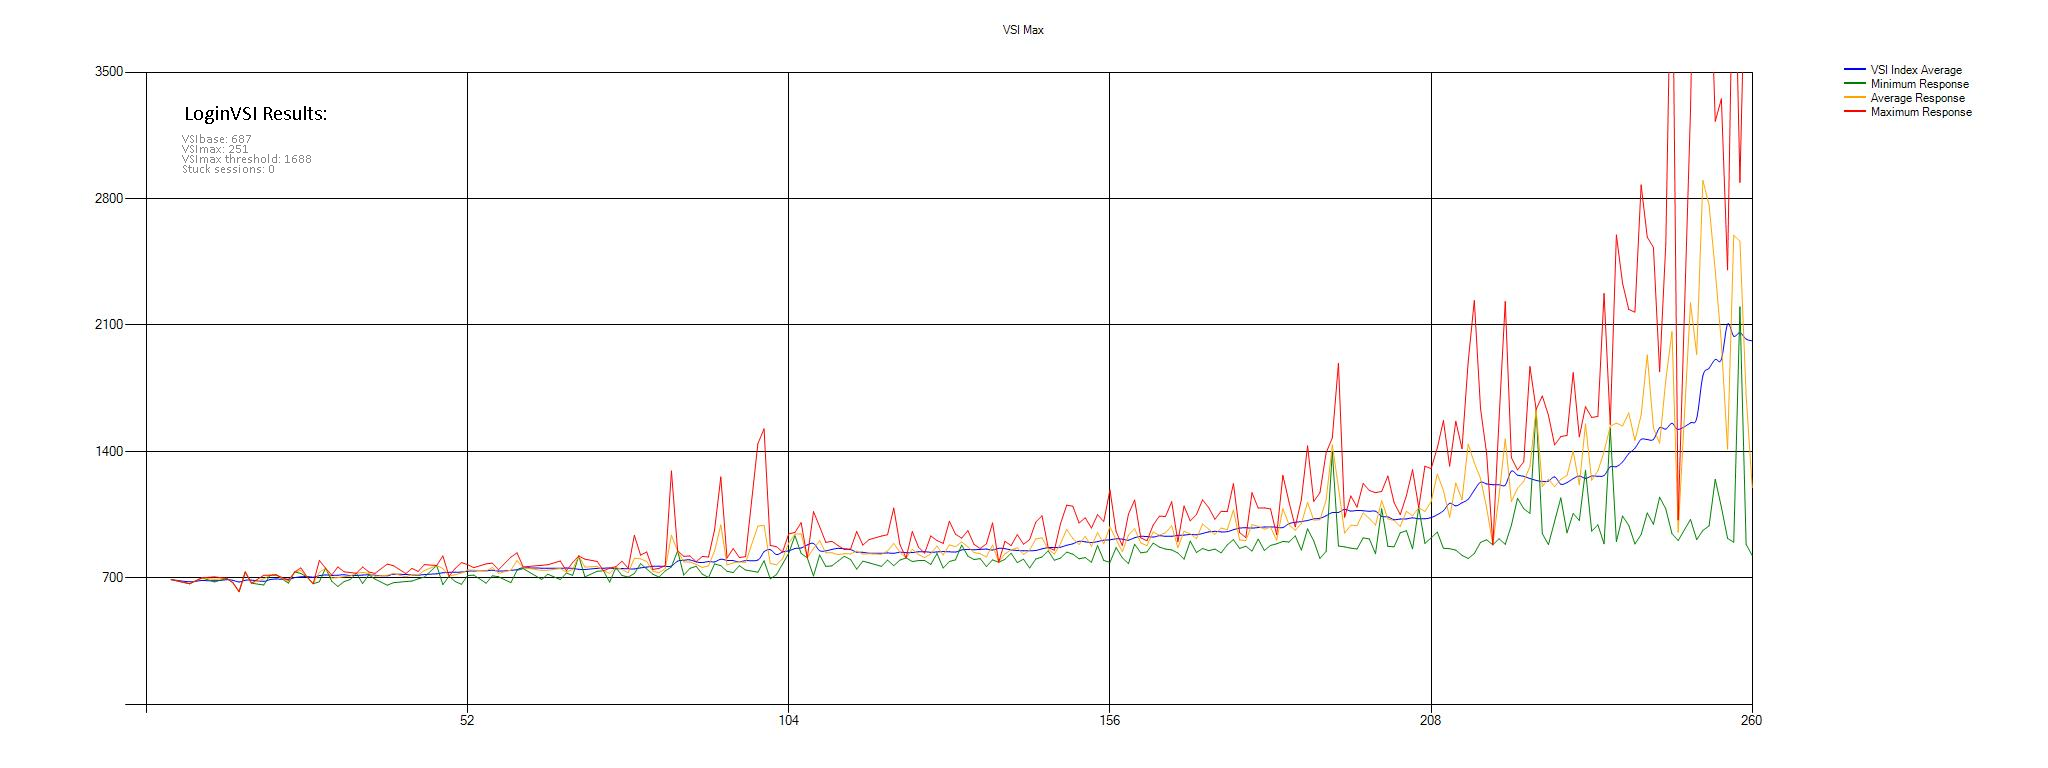 VSI Max
3500
2800
2100
1400
700
LoginVSI Results:
VSIbase: 687
VSImax: 251
VSImax threshold: 1688
Stuck sessions: 0
VSI Index Average
Minimum Response
Average Response
Maximum Response
52
104
156
208
260